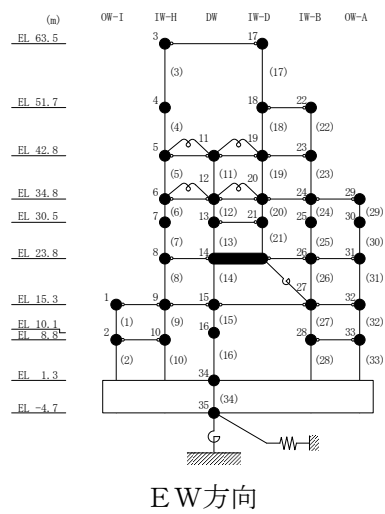 (m) OW-I IW-H DW IW-D IW-B OW-A
EL 63.5 3 17
(3) (17)
EL 51.7 4 18 22
(4) 11 19 (18) (22)
EL 42.8 5 23
(5) 12 (11) 20 (19) (23)
EL 34.8 6 24 29
(6) (12) (20) (24) (29)
EL 30.5 7 13 21 25 30
(7) (13) (21) (25) (30)
EL 23.8 8 14 26 31
(8) (14) 27 (26) (31)
EL 15.3 1 9 15 32
(1) (9) (15) (27) (32)
EL 10.1 16
EL 8.8 2 10 28 33
(2) (10) (16) (28) (33)
EL 1.3 34
(34)
EL -4.7 35
EW方向